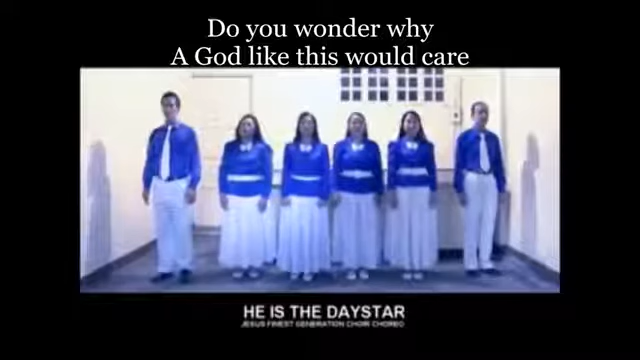 Do you wonder why
A God like this would care
HE IS THE DAYSTAR
JESUS FINEST GENERATION CHOIR CHOREO